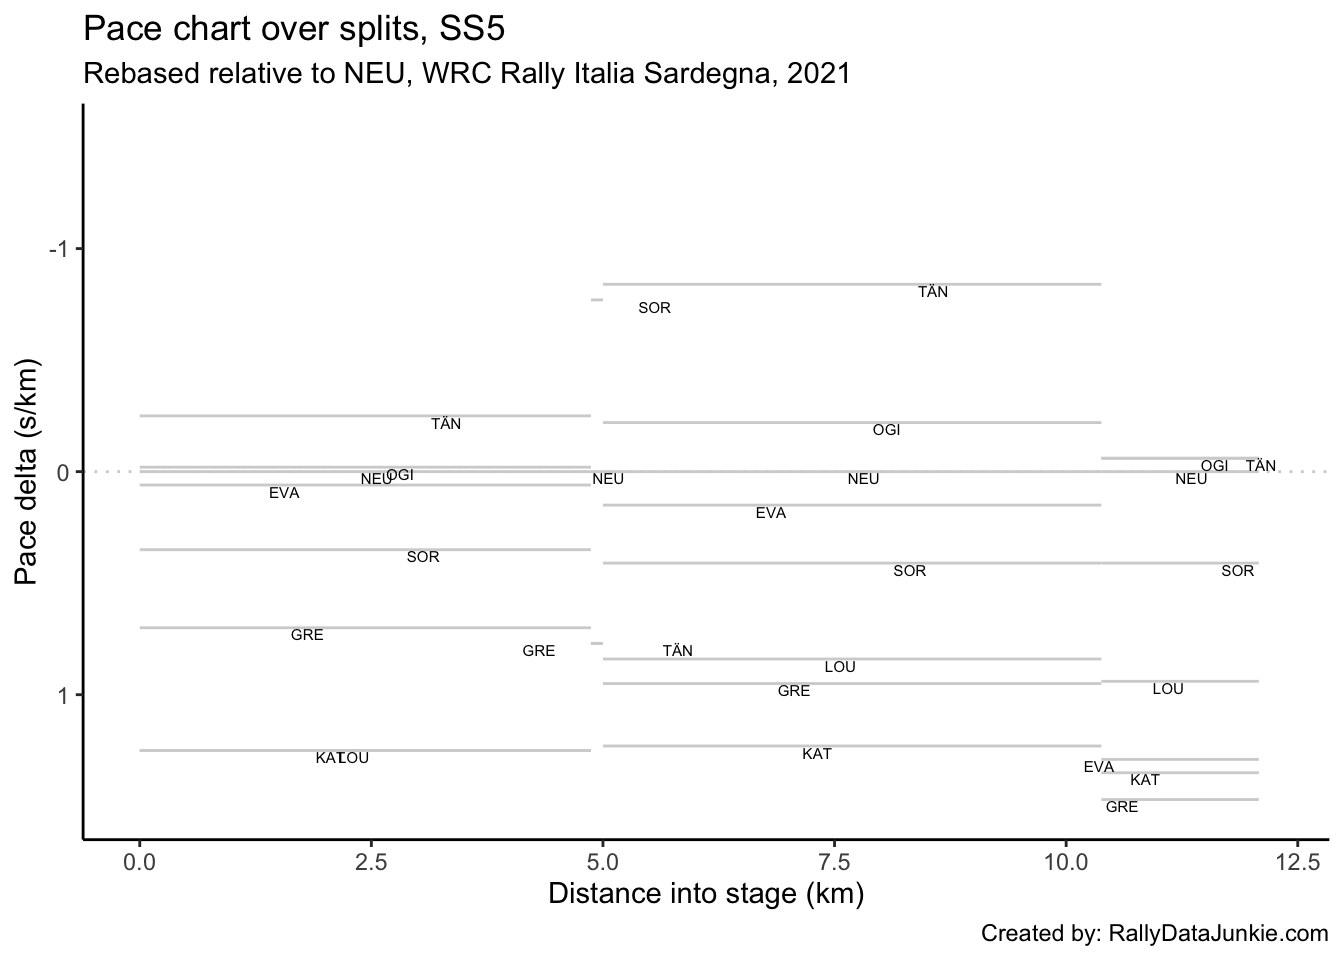 Pace chart over splits, SS5
Rebased relative to NEU, WRC Rally Italia Sardegna, 2021
Pace delta (s/km)
-1
0
1
TÄN
SOR
TÄN
OGI
OGI
TÄN
OGI
NEU
NEU
NEU
NEU
EVA
EVA
SOR
SOR
SOR
GRE
GRE
TÄN
LOU
GRE
LOU
KAT
LOU
KAT
EVA
KAT
GRE
0.0 2.5 5.0 7.5 10.0 12.5
Distance into stage (km)
Created by: RallyDataJunkie.com